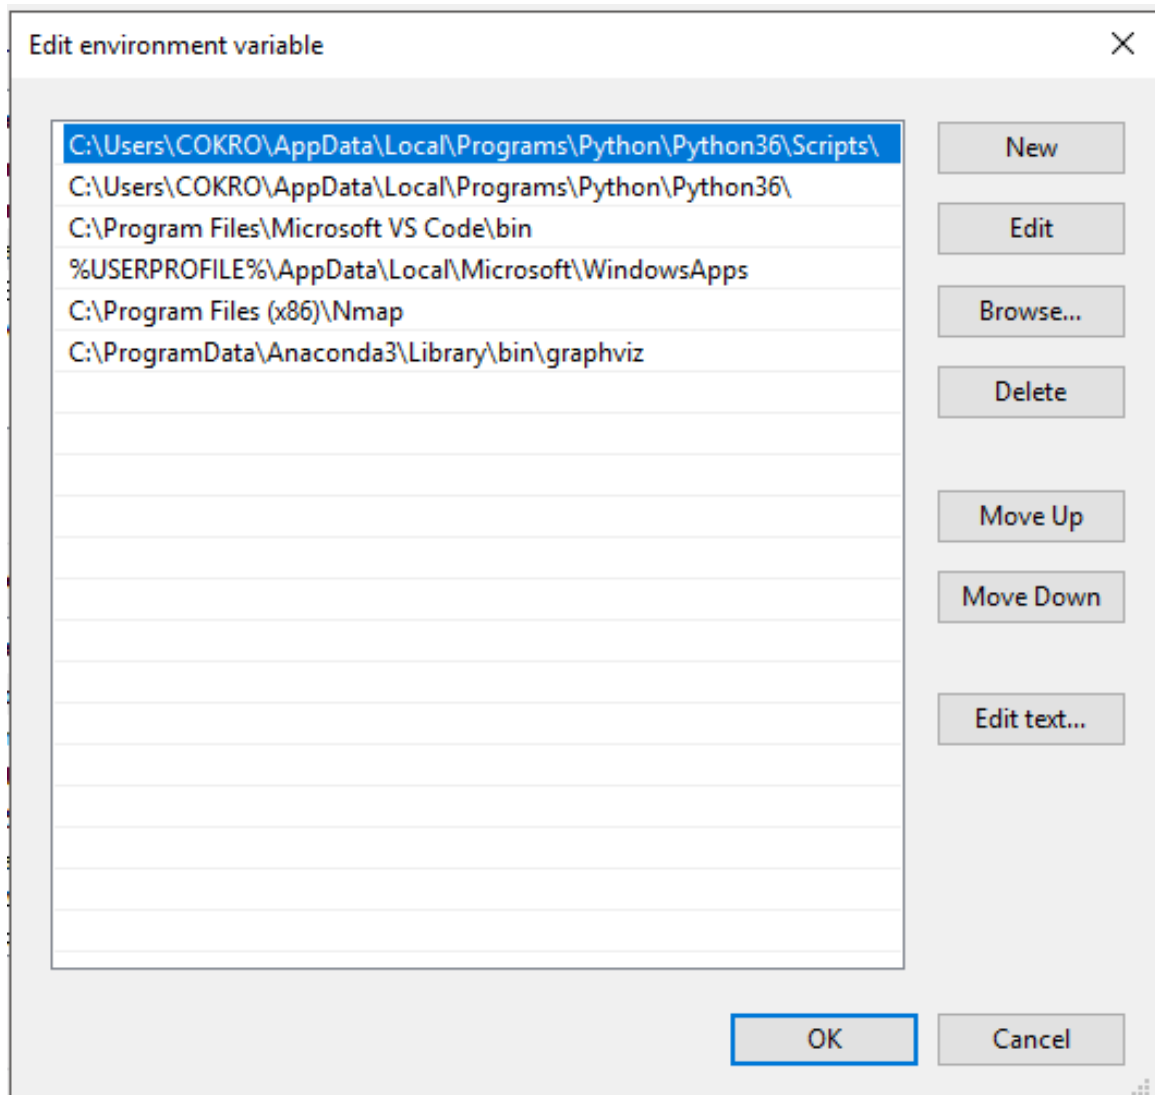 Edit environment variable
C:\Users\COKRO\AppData\Local\Programs\Python\Python36\Scripts\
C:\Users\COKRO\AppData\Local\Programs\Python\Python36\
C:\Program Files\Microsoft VS Code\bin
%USERPROFILE%\AppData\Local\Microsoft\WindowsApps
C:\Program Files (x86)\Nmap
C:\ProgramData\Anaconda3\Library\bin\graphviz
New
Edit
Browse...
Delete
Move Up
Move Down
Edit text...
OK
Cancel